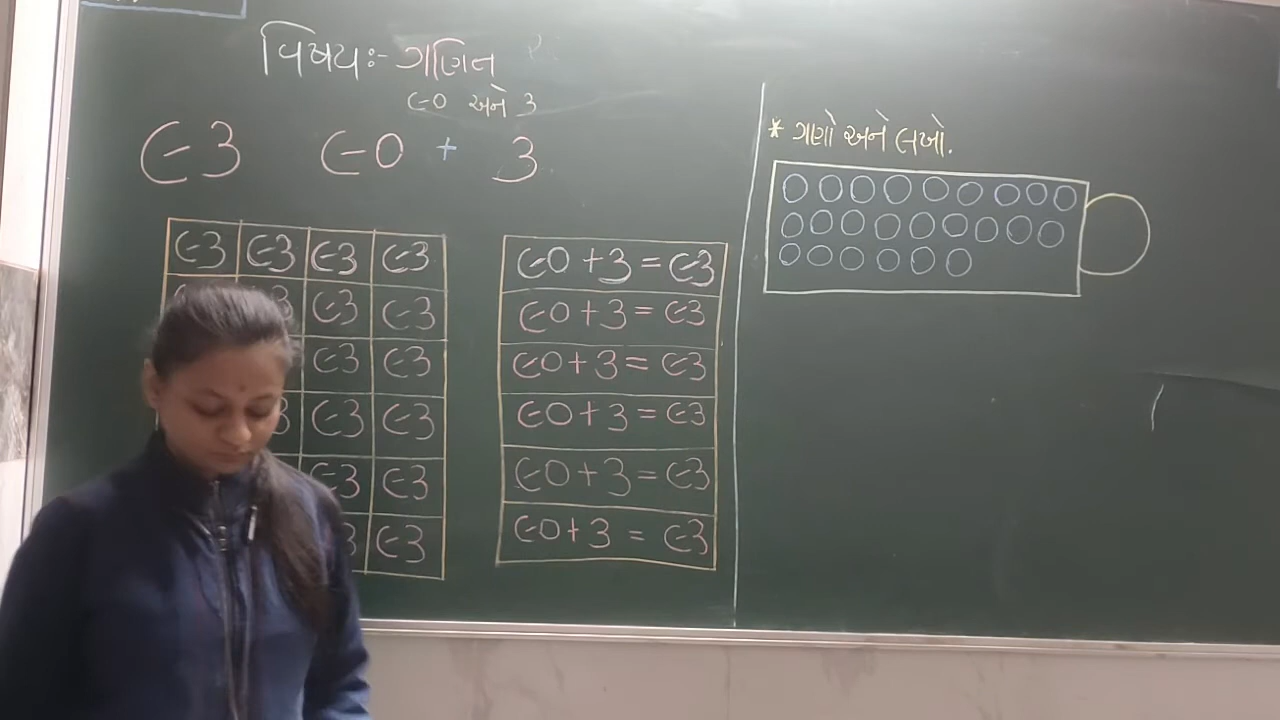 વિષય:- ગણિત
૯૦ અને ૩
૯૩ ૯૦ + ૩
૯૩ ૯૩ ૯૩ ૯૩
૯૩ ૯૩
૯૩ ૯૩
૩ ૯૩ ૯૩
૯૩ ૯૩
૩ ૯૩
૯૦ + ૩ = ૯૩
૯૦ + ૩ = ૯૩
૯૦ + ૩ = ૯૩
૯૦ + ૩ = ૯૩
૯૦ + ૩ = ૯૩
૯૦ + ૩ = ૯૩
* ગણો અને લખો.